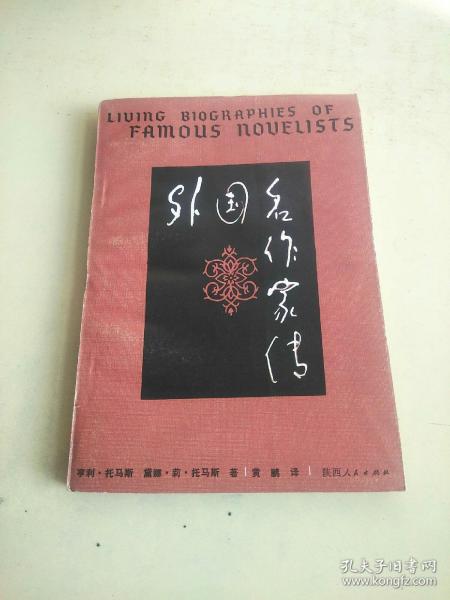 LIVING BIOGRAPHIES OF
FAMOUS NOVELISTS
外国名作家传
亨利·托马斯 黛娜·莉·托马斯 著 黄鹂 译 陕西人民出版社
孔夫子旧书网
www.kongfz.com